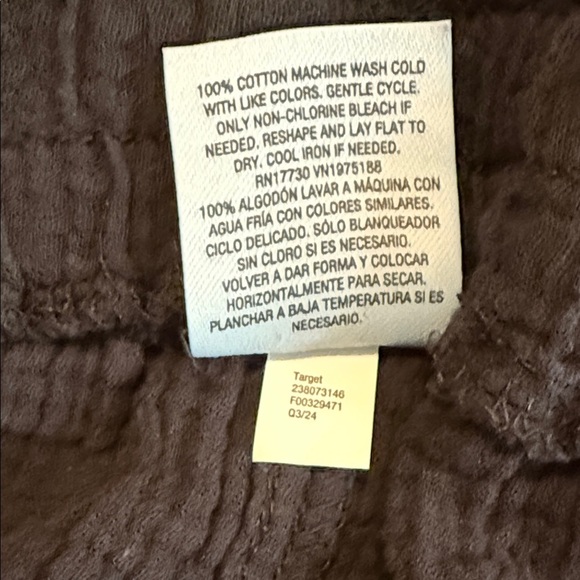 100% COTTON MACHINE WASH COLD
WITH LIKE COLORS. GENTLE CYCLE.
ONLY NON-CHLORINE BLEACH IF
NEEDED. RESHAPE AND LAY FLAT TO
DRY. COOL IRON IF NEEDED.
RN17730 VN1975188
100% ALGODÓN LAVAR A MÁQUINA CON
AGUA FRÍA CON COLORES SIMILARES.
CICLO DELICADO. SÓLO BLANQUEADOR
SIN CLORO SI ES NECESARIO.
VOLVER A DAR FORMA Y COLOCAR
HORIZONTALMENTE PARA SECAR.
PLANCHAR A BAJA TEMPERATURA SI ES
NECESARIO.
Target
238073146
F00329471
Q3/24